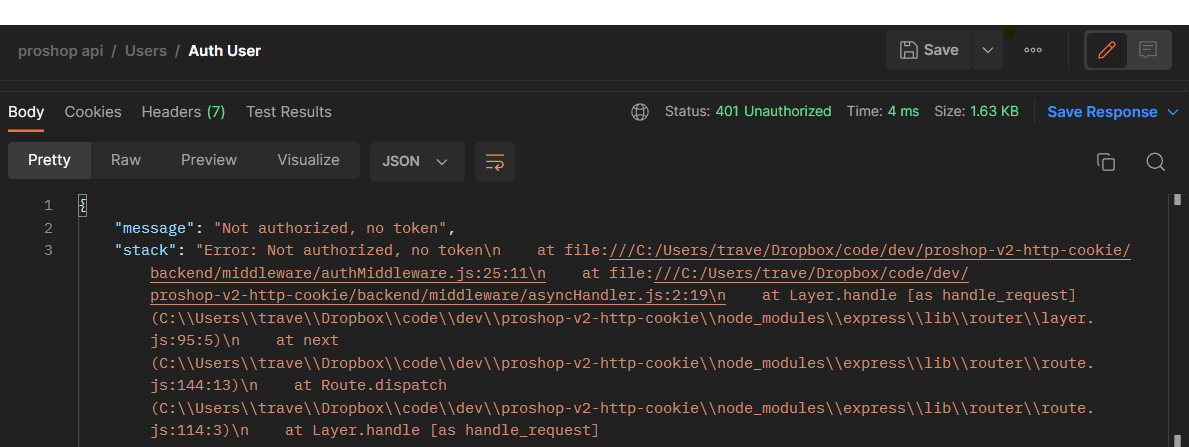 proshop api / Users / Auth User Save
Body Cookies Headers (7) Test Results Status: 401 Unauthorized Time: 4 ms Size: 1.63 KB Save Response
Pretty Raw Preview Visualize JSON
1 {
2 "message": "Not authorized, no token",
3 "stack": "Error: Not authorized, no token\n    at file:///C:/Users/trave/Dropbox/code/dev/proshop-v2-http-cookie/
backend/middleware/authMiddleware.js:25:11\n    at file:///C:/Users/trave/Dropbox/code/dev/
proshop-v2-http-cookie/backend/middleware/asyncHandler.js:2:19\n    at Layer.handle [as handle_request]
(C:\\Users\\trave\\Dropbox\\code\\dev\\proshop-v2-http-cookie\\node_modules\\express\\lib\\router\\layer.
js:95:5)\n    at next
(C:\\Users\\trave\\Dropbox\\code\\dev\\proshop-v2-http-cookie\\node_modules\\express\\lib\\router\\route.
js:144:13)\n    at Route.dispatch
(C:\\Users\\trave\\Dropbox\\code\\dev\\proshop-v2-http-cookie\\node_modules\\express\\lib\\router\\route.
js:114:3)\n    at Layer.handle [as handle_request]